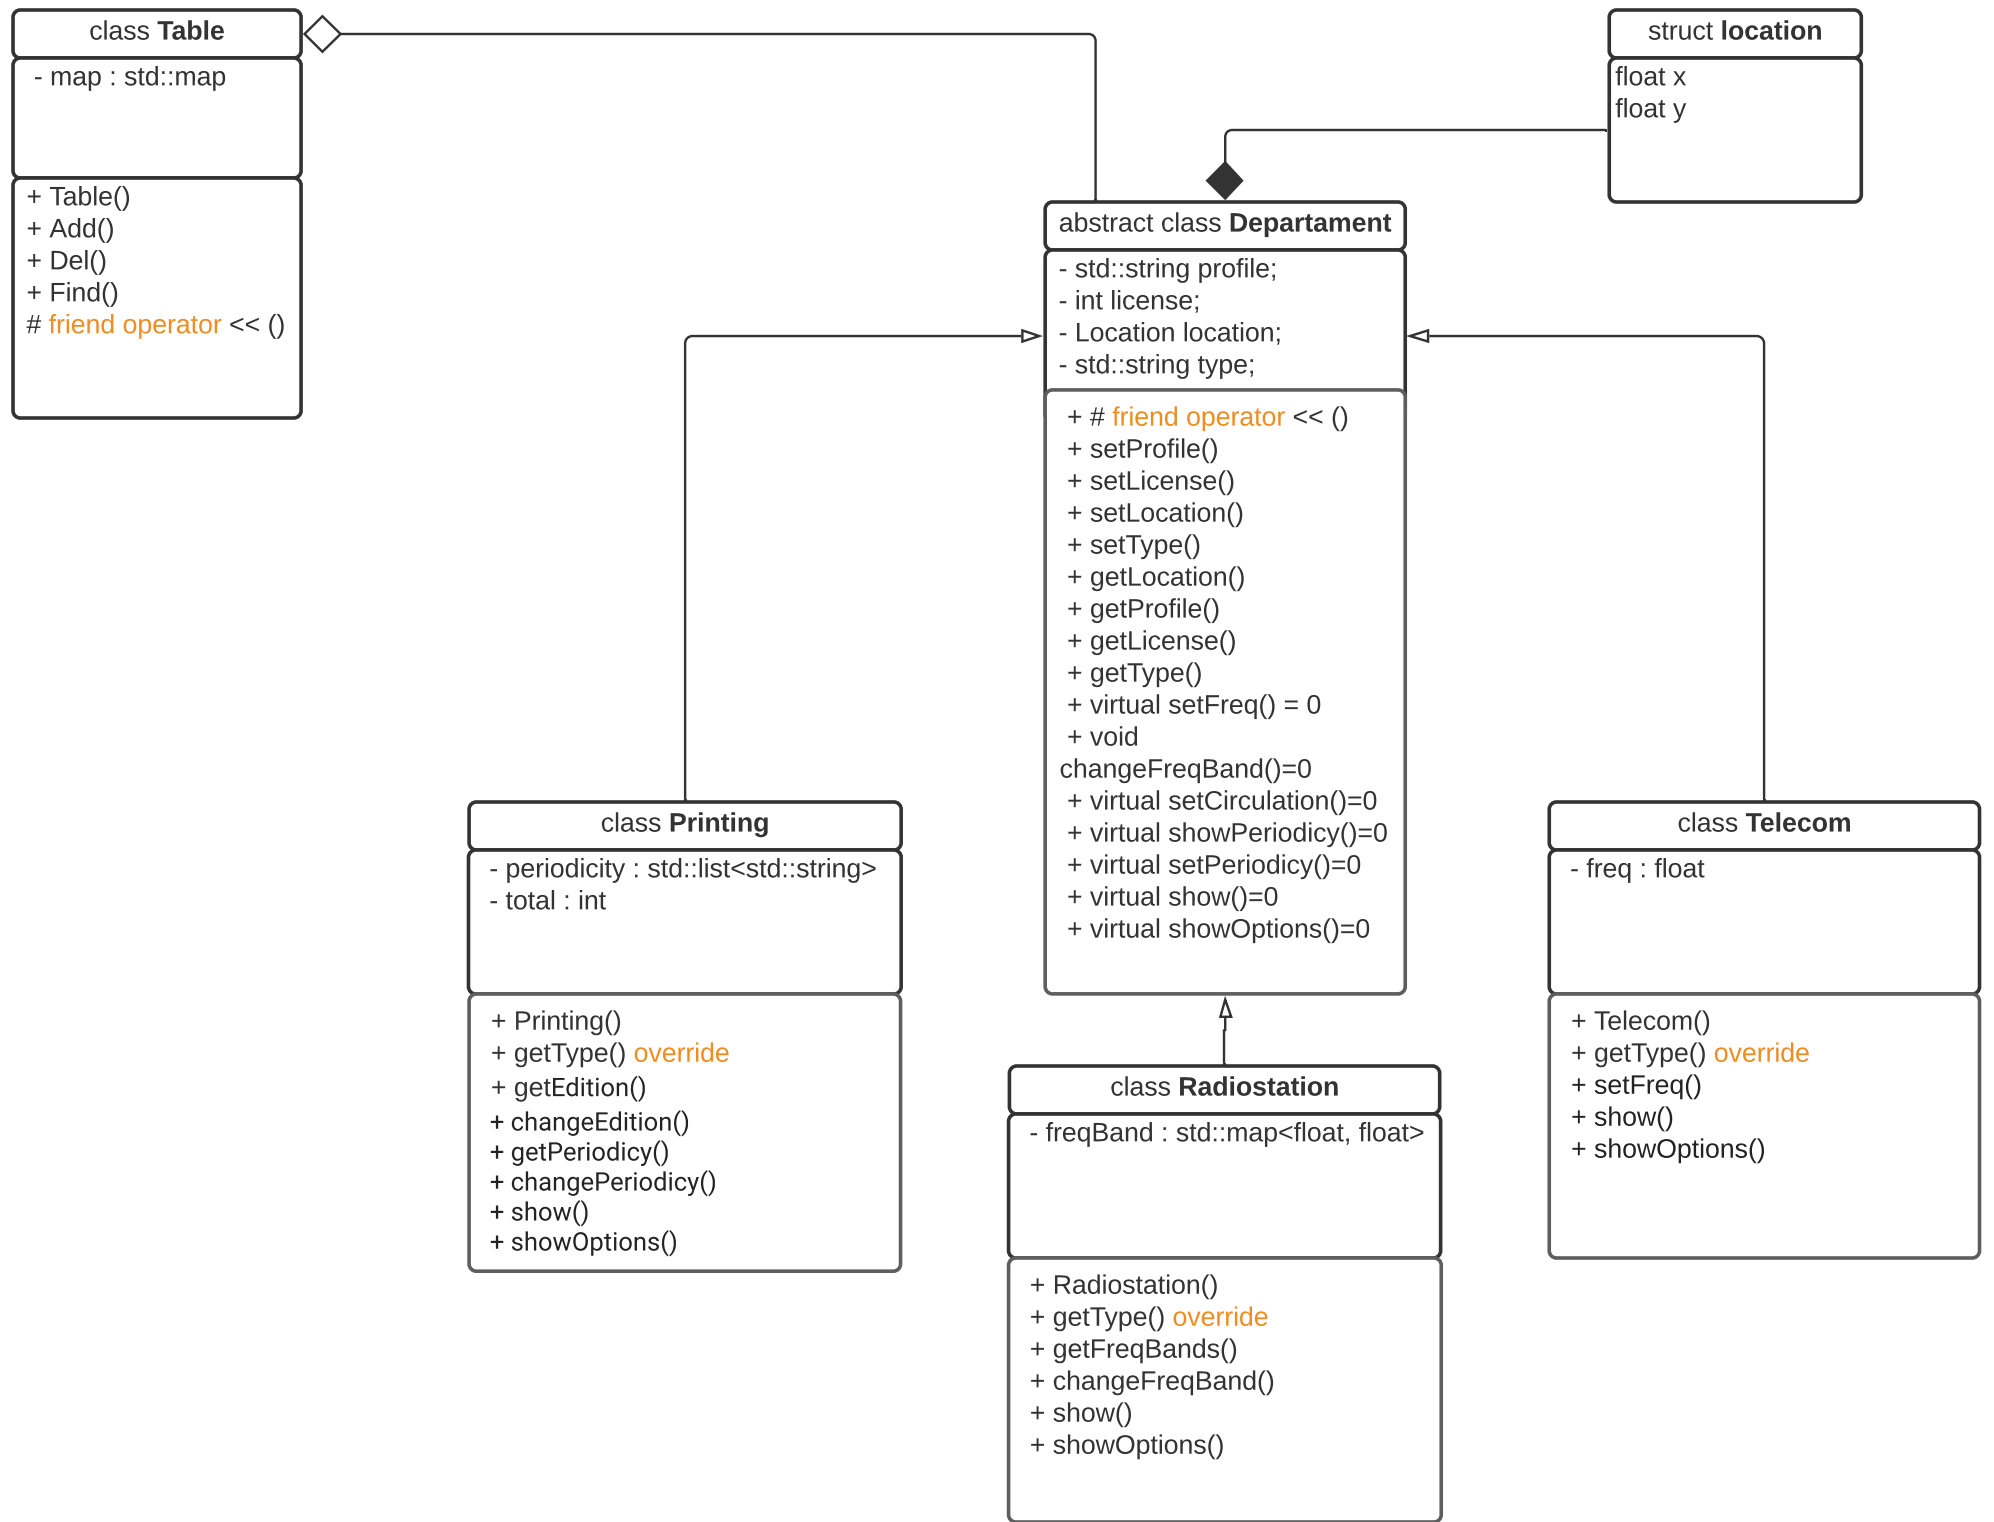 class Table
- map : std::map
+ Table()
+ Add()
+ Del()
+ Find()
# friend operator << ()
struct location
float x
float y
abstract class Departament
- std::string profile;
- int license;
- Location location;
- std::string type;
+ # friend operator << ()
+ setProfile()
+ setLicense()
+ setLocation()
+ setType()
+ getLocation()
+ getProfile()
+ getLicense()
+ getType()
+ virtual setFreq() = 0
+ void
changeFreqBand()=0
+ virtual setCirculation()=0
+ virtual showPeriodicy()=0
+ virtual setPeriodicy()=0
+ virtual show()=0
+ virtual showOptions()=0
class Printing
- periodicity : std::list<std::string>
- total : int
+ Printing()
+ getType() override
+ getEdition()
+ changeEdition()
+ getPeriodicy()
+ changePeriodicy()
+ show()
+ showOptions()
class Radiostation
- freqBand : std::map<float, float>
+ Radiostation()
+ getType() override
+ getFreqBands()
+ changeFreqBand()
+ show()
+ showOptions()
class Telecom
- freq : float
+ Telecom()
+ getType() override
+ setFreq()
+ show()
+ showOptions()